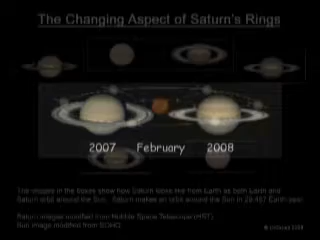 The Changing Aspect of Saturn's Rings
2007 February 2008
The images in the boxes show how Saturn looks like from Earth as both Earth and
Saturn orbit around the Sun. Saturn makes an orbit around the Sun in 29.457 Earth
Saturn images modified from Hubble Space Telescope (HST)
Sun image modified from SOHO